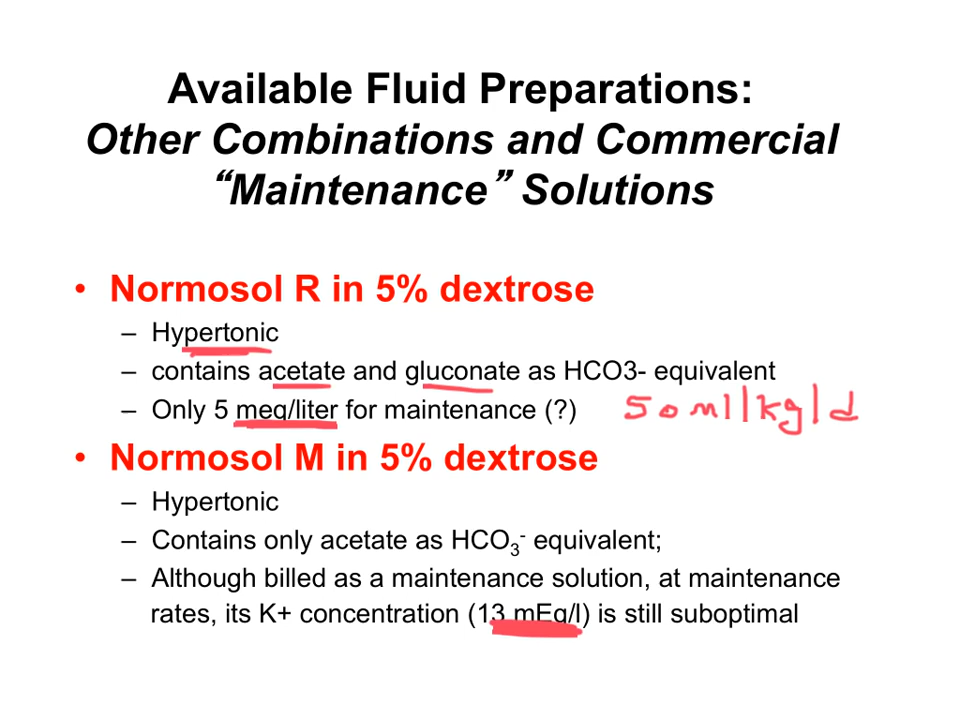 Available Fluid Preparations:
Other Combinations and Commercial
“Maintenance” Solutions
• Normosol R in 5% dextrose
– Hypertonic
– contains acetate and gluconate as HCO3- equivalent
– Only 5 meq/liter for maintenance (?) 50 ml/kg/d
• Normosol M in 5% dextrose
– Hypertonic
– Contains only acetate as HCO3- equivalent;
– Although billed as a maintenance solution, at maintenance
rates, its K+ concentration (13 mEq/l) is still suboptimal